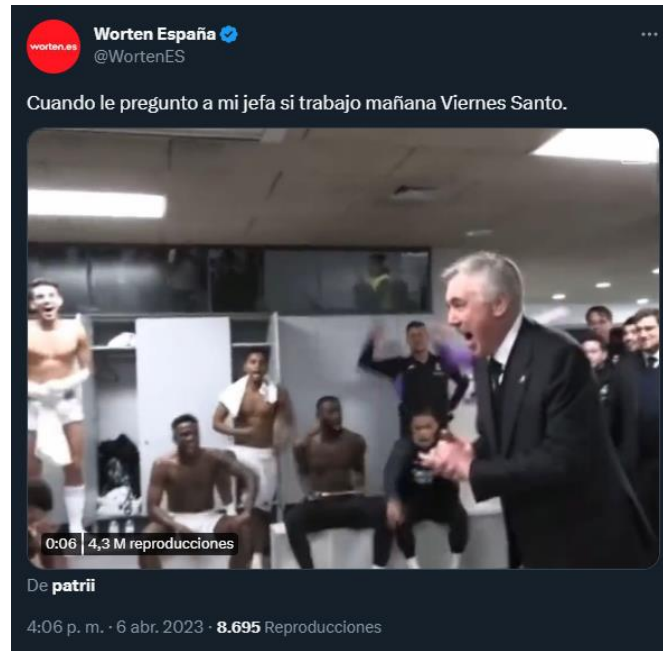 worten.es
Worten España
@WortenES
Cuando le pregunto a mi jefa si trabajo mañana Viernes Santo.
0:06 4,3 M reproducciones
De patrii
4:06 p. m. · 6 abr. 2023 · 8.695 Reproducciones